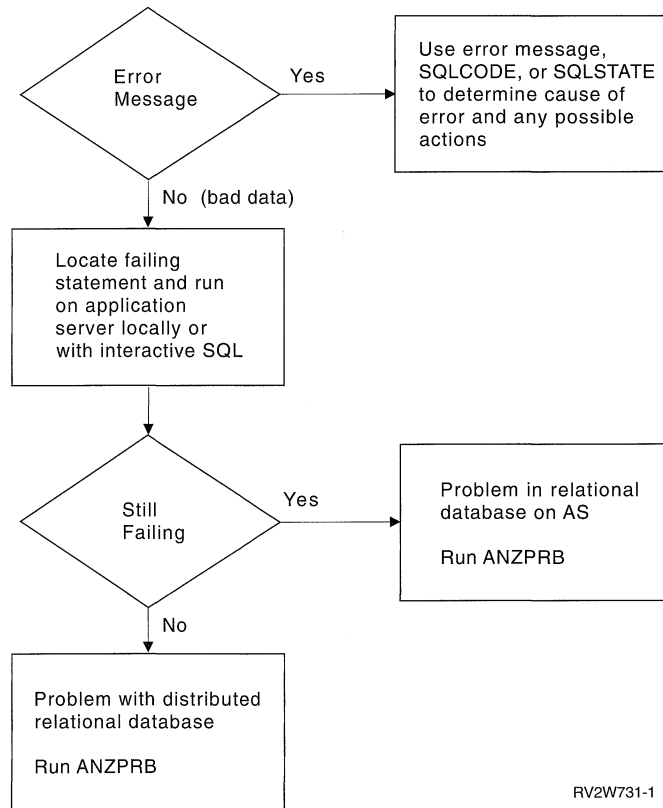 Error
Message
Yes
Use error message,
SQLCODE, or SQLSTATE
to determine cause of
error and any possible
actions
No (bad data)
Locate failing
statement and run
on application
server locally or
with interactive SQL
Still
Failing
Yes
Problem in relational
database on AS
Run ANZPRB
No
Problem with distributed
relational database
Run ANZPRB
RV2W731-1